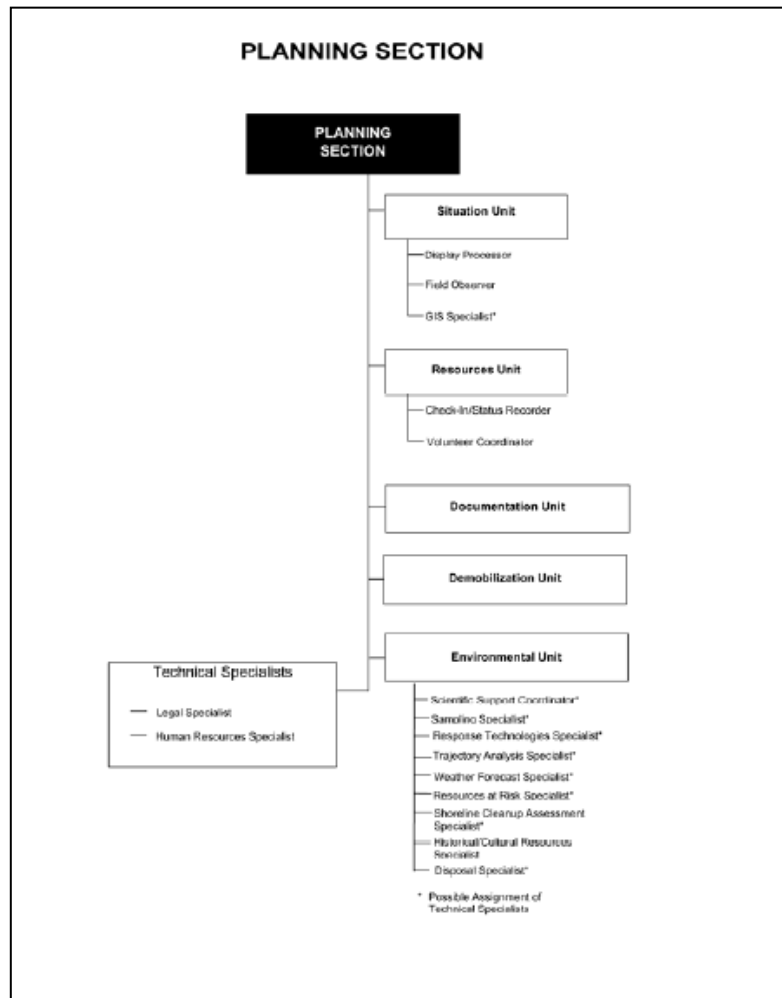 PLANNING SECTION
PLANNING
SECTION
Situation Unit
Display Processor
Field Observer
GIS Specialist*
Resources Unit
Check-In/Status Recorder
Volunteer Coordinator
Documentation Unit
Demobilization Unit
Environmental Unit
Technical Specialists
Legal Specialist
Human Resources Specialist
Scientific Support Coordinator*
Sampling Specialist*
Response Technologies Specialist*
Trajectory Analysis Specialist*
Weather Forecast Specialist*
Resources at Risk Specialist*
Shoreline Cleanup Assessment
Specialist*
Historical/Cultural Resources
Specialist
Disposal Specialist*
* Possible Assignment of
Technical Specialists